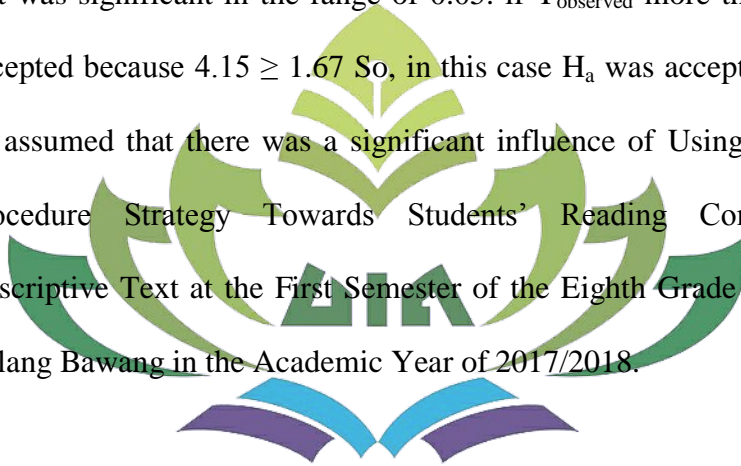 t was significant in the range of 0.05. If Tobserved more th
cepted because 4.15 ≥ 1.67 So, in this case Ha was accept
assumed that there was a significant influence of Using
ocedure Strategy Towards Students’ Reading Co
scriptive Text at the First Semester of the Eighth Grade
lang Bawang in the Academic Year of 2017/2018.